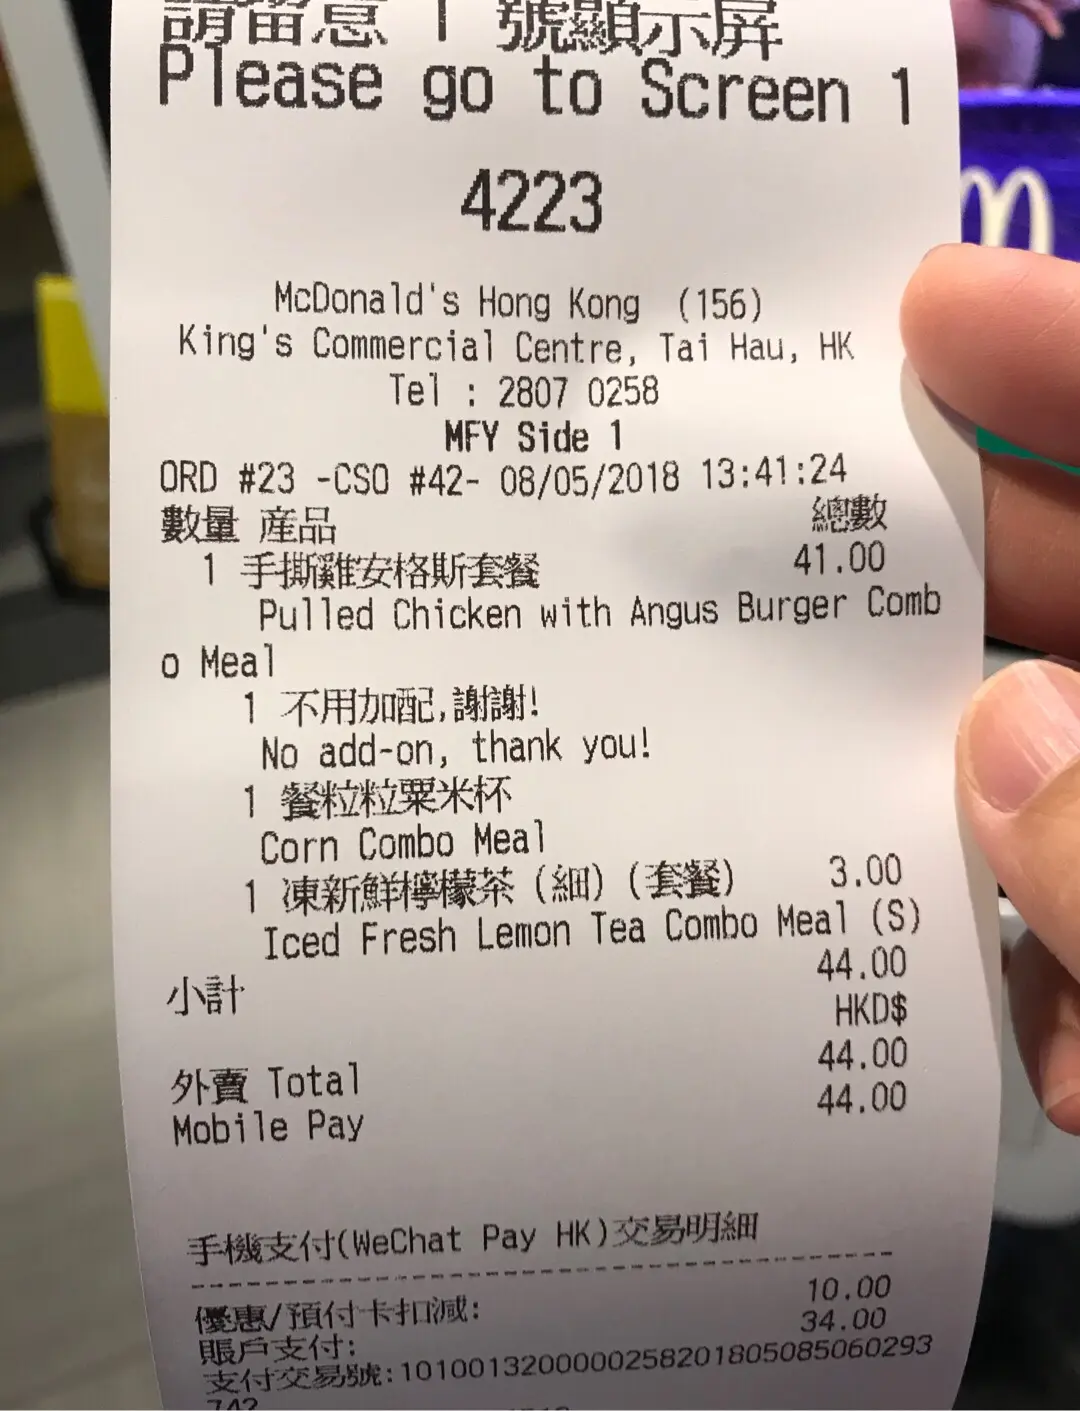 請留意 1 號顯示屏
Please go to Screen 1
4223
McDonald's Hong Kong (156)
King's Commercial Centre, Tai Hau, HK
Tel : 2807 0258
MFY Side 1
ORD #23 -CSO #42- 08/05/2018 13:41:24
數量 產品 總數
1 手撕雞安格斯套餐 41.00
Pulled Chicken with Angus Burger Comb
o Meal
1 不用加配,謝謝!
No add-on, thank you!
1 餐粒粒粟米杯
Corn Combo Meal
1 凍新鮮檸檬茶 (細) (套餐) 3.00
Iced Fresh Lemon Tea Combo Meal (S)
小計 44.00
HKD$
外賣 Total 44.00
Mobile Pay 44.00
手機支付(WeChat Pay HK)交易明細
--------------------------------------
優惠/預付卡扣減: 10.00
賬戶支付: 34.00
支付交易號:1010013200000258201805085060293
742